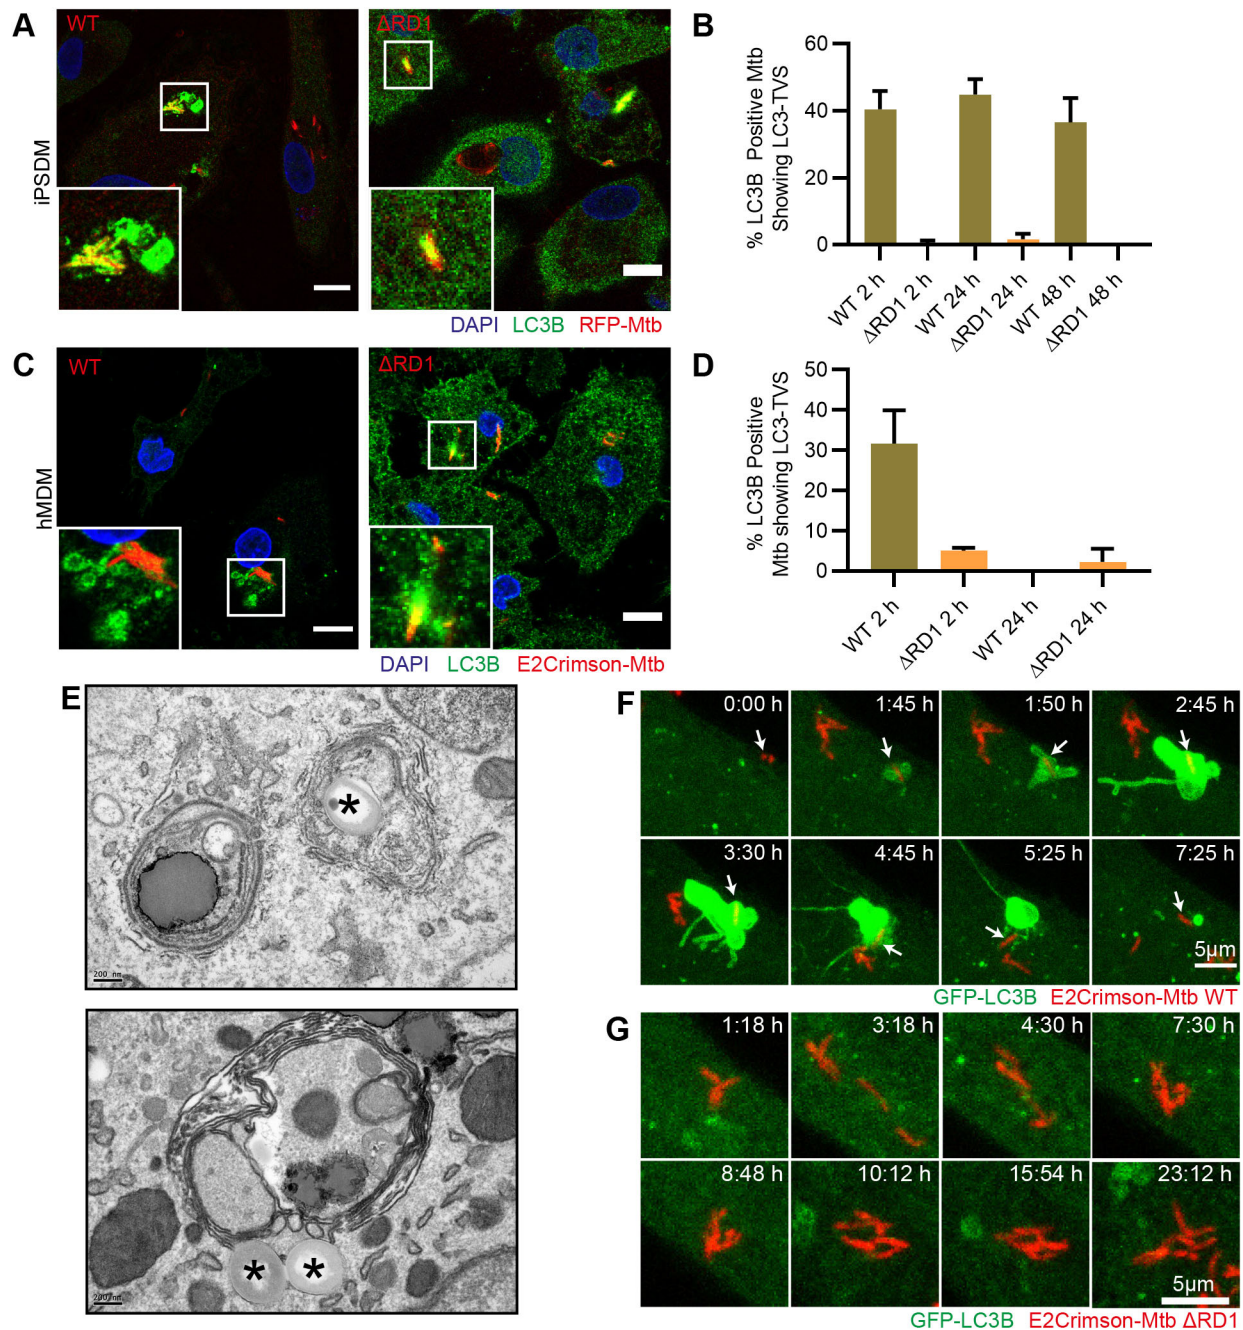 A
WT
ΔRD1
iPSDM
DAPI LC3B RFP-Mtb
B
% LC3B Positive Mtb
Showing LC3-TVS
60
40
20
0
WT 2 h
ΔRD1 2 h
WT 24 h
ΔRD1 24 h
WT 48 h
ΔRD1 48 h
C
WT
ΔRD1
hMDM
DAPI LC3B E2Crimson-Mtb
D
% LC3B Positive
Mtb showing LC3-TVS
50
40
30
20
10
0
WT 2 h
ΔRD1 2 h
WT 24 h
ΔRD1 24 h
E
*
200 nm
* *
200 nm
F
0:00 h 1:45 h 1:50 h 2:45 h
3:30 h 4:45 h 5:25 h 7:25 h
5μm
GFP-LC3B E2Crimson-Mtb WT
G
1:18 h 3:18 h 4:30 h 7:30 h
8:48 h 10:12 h 15:54 h 23:12 h
5μm
GFP-LC3B E2Crimson-Mtb ΔRD1